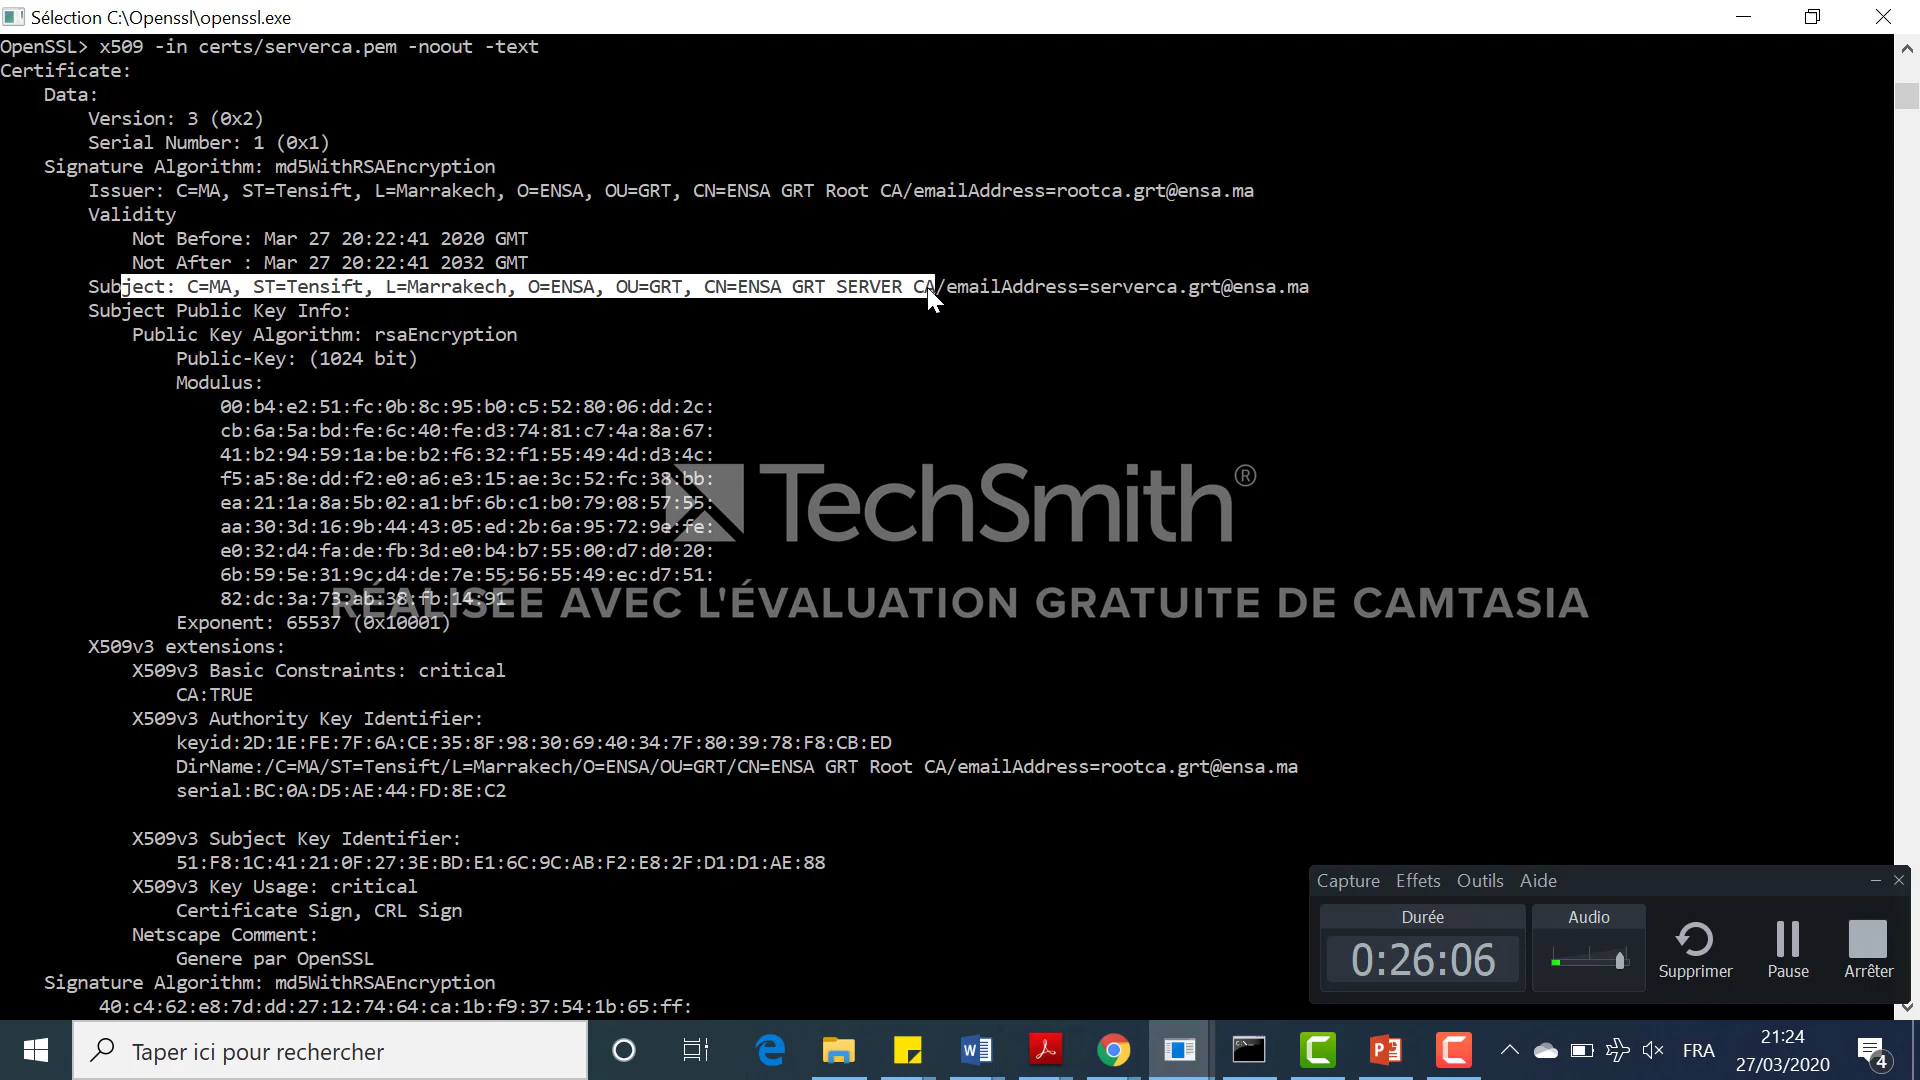 Sélection C:\Openssl\openssl.exe
OpenSSL> x509 -in certs/serverca.pem -noout -text
Certificate:
Data:
Version: 3 (0x2)
Serial Number: 1 (0x1)
Signature Algorithm: md5WithRSAEncryption
Issuer: C=MA, ST=Tensift, L=Marrakech, O=ENSA, OU=GRT, CN=ENSA GRT Root CA/emailAddress=rootca.grt@ensa.ma
Validity
Not Before: Mar 27 20:22:41 2020 GMT
Not After : Mar 27 20:22:41 2032 GMT
Subject: C=MA, ST=Tensift, L=Marrakech, O=ENSA, OU=GRT, CN=ENSA GRT SERVER CA/emailAddress=serverca.grt@ensa.ma
Subject Public Key Info:
Public Key Algorithm: rsaEncryption
Public-Key: (1024 bit)
Modulus:
00:b4:e2:51:fc:0b:8c:95:b0:c5:52:80:06:dd:2c:
cb:6a:5a:bd:fe:6c:40:fe:d3:74:81:c7:4a:8a:67:
41:b2:94:59:1a:be:b2:f6:32:f1:55:49:4d:d3:4c:
f5:a5:8e:dd:f2:e0:a6:e3:15:ae:3c:52:fc:38:bb:
ea:21:1a:8a:5b:02:a1:bf:6b:c1:b0:79:08:57:55:
aa:30:3d:16:9b:44:43:05:ed:2b:6a:95:72:9e:fe:
e0:32:d4:fa:de:fb:3d:e0:b4:b7:55:00:d7:d0:20:
6b:59:5e:31:9c:d4:de:7e:55:56:55:49:ec:d7:51:
82:dc:3a:73:ab:38:fb:14:91
Exponent: 65537 (0x10001)
X509v3 extensions:
X509v3 Basic Constraints: critical
CA:TRUE
X509v3 Authority Key Identifier:
keyid:2D:1E:FE:7F:6A:CE:35:8F:98:30:69:40:34:7F:80:39:78:F8:CB:ED
DirName:/C=MA/ST=Tensift/L=Marrakech/O=ENSA/OU=GRT/CN=ENSA GRT Root CA/emailAddress=rootca.grt@ensa.ma
serial:BC:0A:D5:AE:44:FD:8E:C2
X509v3 Subject Key Identifier:
51:F8:1C:41:21:0F:27:3E:BD:E1:6C:9C:AB:F2:E8:2F:D1:D1:AE:88
X509v3 Key Usage: critical
Certificate Sign, CRL Sign
Netscape Comment:
Genere par OpenSSL
Signature Algorithm: md5WithRSAEncryption
40:c4:62:e8:7d:dd:27:12:74:64:ca:1b:f9:37:54:1b:65:ff:
TechSmith®
RÉALISÉE AVEC L'ÉVALUATION GRATUITE DE CAMTASIA
Capture Effets Outils Aide
Durée
Audio
0:26:06
Supprimer
Pause
Arrêter
Taper ici pour rechercher
FRA
21:24
27/03/2020
4